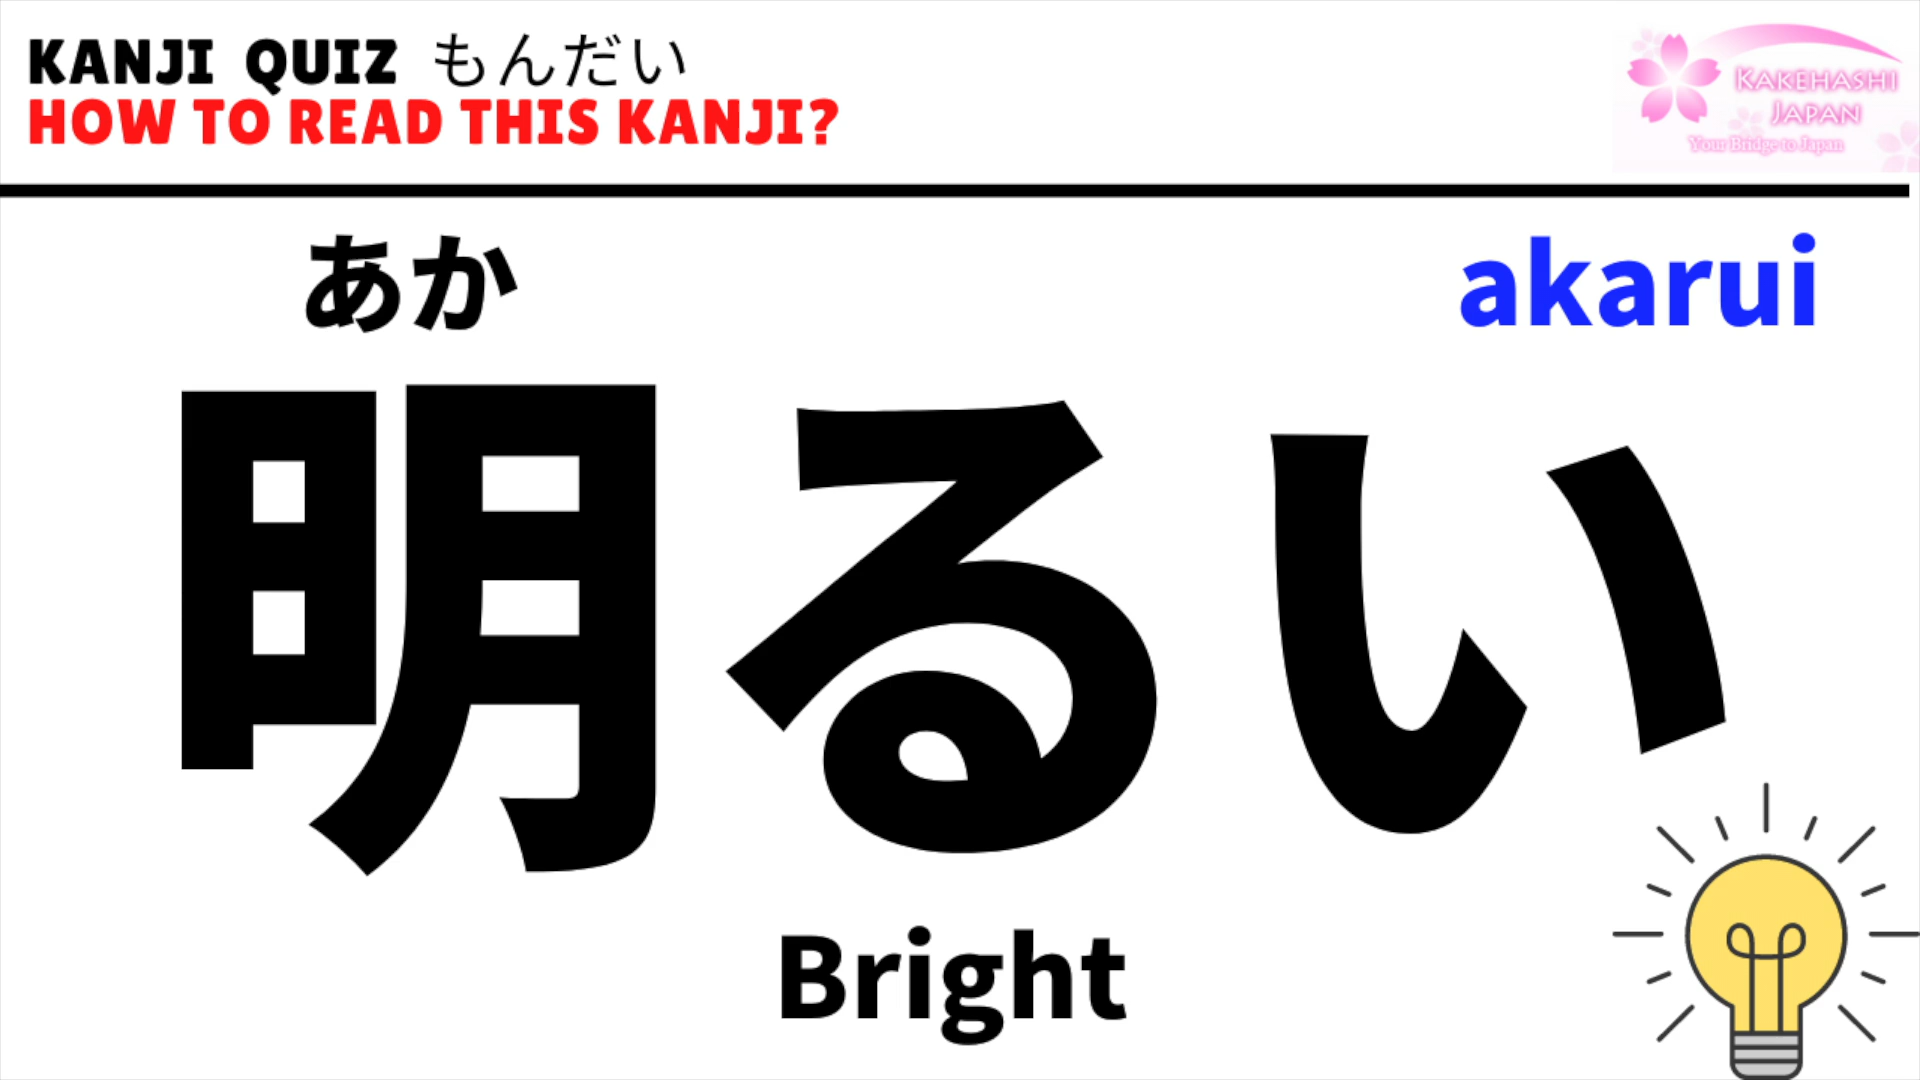 KANJI QUIZ もんだい
HOW TO READ THIS KANJI?
KAKEHASHI
JAPAN
Your Bridge to Japan
あか
akarui
明るい
Bright